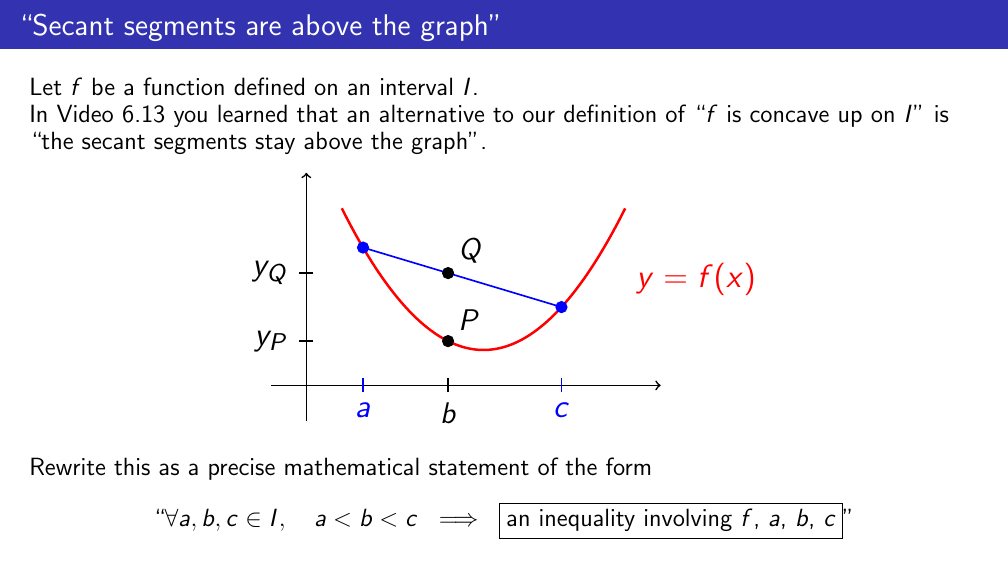 “Secant segments are above the graph”
Let f be a function defined on an interval I.
In Video 6.13 you learned that an alternative to our definition of “f is concave up on I” is
“the secant segments stay above the graph”.
Q
y_Q
y = f(x)
P
y_P
a
b
c
Rewrite this as a precise mathematical statement of the form
“∀a, b, c ∈ I, a < b < c ⟹ an inequality involving f, a, b, c”